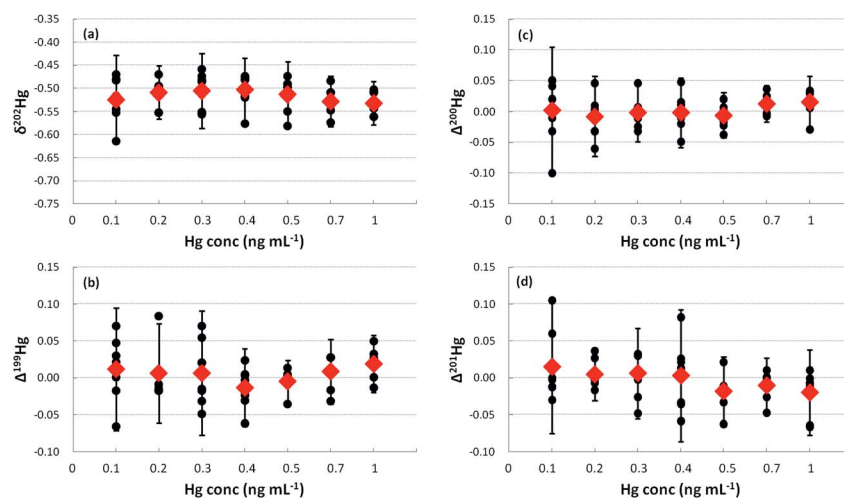 -0.35
-0.40
-0.45
-0.50
-0.55
-0.60
-0.65
-0.70
-0.75
δ²⁰²Hg
(a)
0 0.1 0.2 0.3 0.4 0.5 0.7 1
Hg conc (ng mL⁻¹)
0.15
0.10
0.05
0.00
-0.05
-0.10
-0.15
Δ²⁰⁰Hg
(c)
0 0.1 0.2 0.3 0.4 0.5 0.7 1
Hg conc (ng mL⁻¹)
0.15
0.10
0.05
0.00
-0.05
-0.10
Δ¹⁹⁹Hg
(b)
0 0.1 0.2 0.3 0.4 0.5 0.7 1
Hg conc (ng mL⁻¹)
0.15
0.10
0.05
0.00
-0.05
-0.10
Δ²⁰¹Hg
(d)
0 0.1 0.2 0.3 0.4 0.5 0.7 1
Hg conc (ng mL⁻¹)